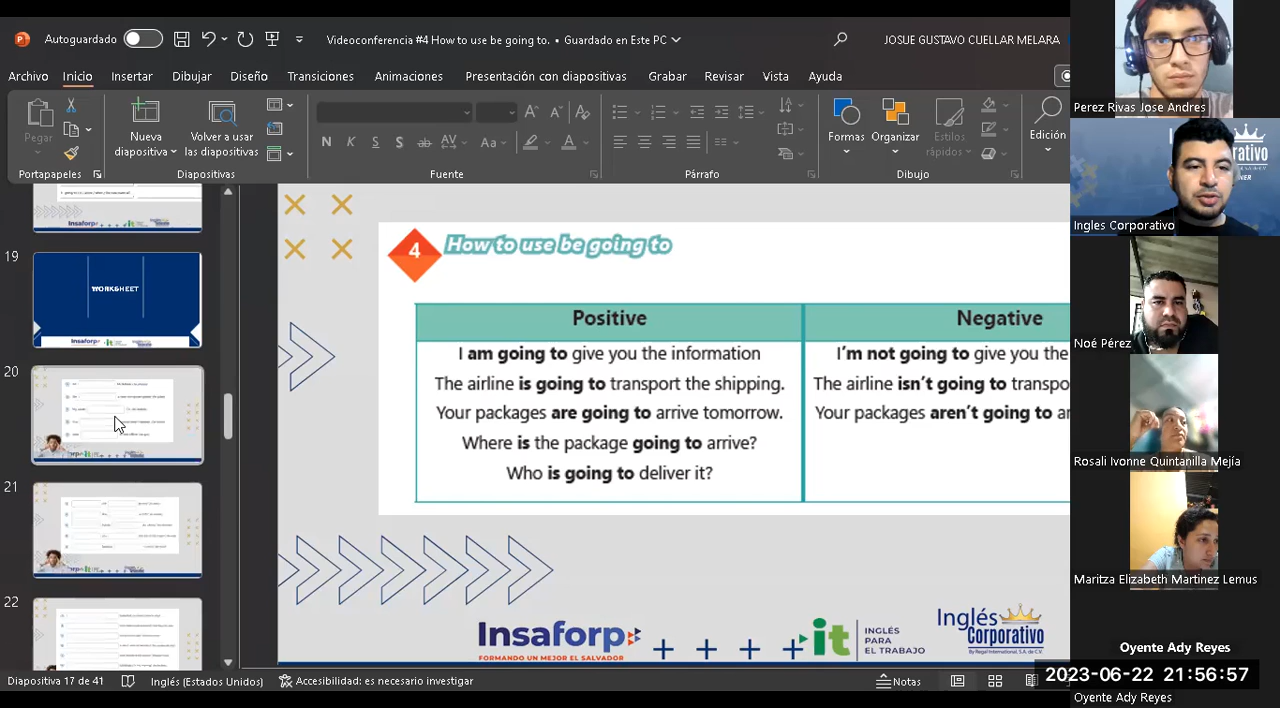 Autoguardado
Videoconferencia #4 How to use be going to. • Guardado en Este PC
JOSUE GUSTAVO CUELLAR MELARA
Archivo Inicio Insertar Dibujar Diseño Transiciones Animaciones Presentación con diapositivas Grabar Revisar Vista Ayuda
Pegar
Nueva diapositiva
Volver a usar las diapositivas
N K S S ab AV Aa A
Formas
Organizar
Estilos rápidos
Edición
Portapapeles
Diapositivas
Fuente
Párrafo
Dibujo
Insaforp
19
WORKSHEET
20
21
22
4
How to use be going to
Positive
Negative
I am going to give you the information
The airline is going to transport the shipping.
Your packages are going to arrive tomorrow.
Where is the package going to arrive?
Who is going to deliver it?
I'm not going to give you the
The airline isn't going to transpo
Your packages aren't going to
Insaforp
FORMANDO UN MEJOR EL SALVADOR
it
INGLÉS
PARA
EL TRABAJO
Inglés
Corporativo
By Regal International, S.A. de C.V.
Diapositiva 17 de 41
Inglés (Estados Unidos)
Accesibilidad: es necesario investigar
Notas
Perez Rivas Jose Andres
Ingles Corporativo
Noé Pérez
Rosali Ivonne Quintanilla Mejía
Maritza Elizabeth Martinez Lemus
Oyente Ady Reyes
2023-06-22 21:56:57
Oyente Ady Reyes